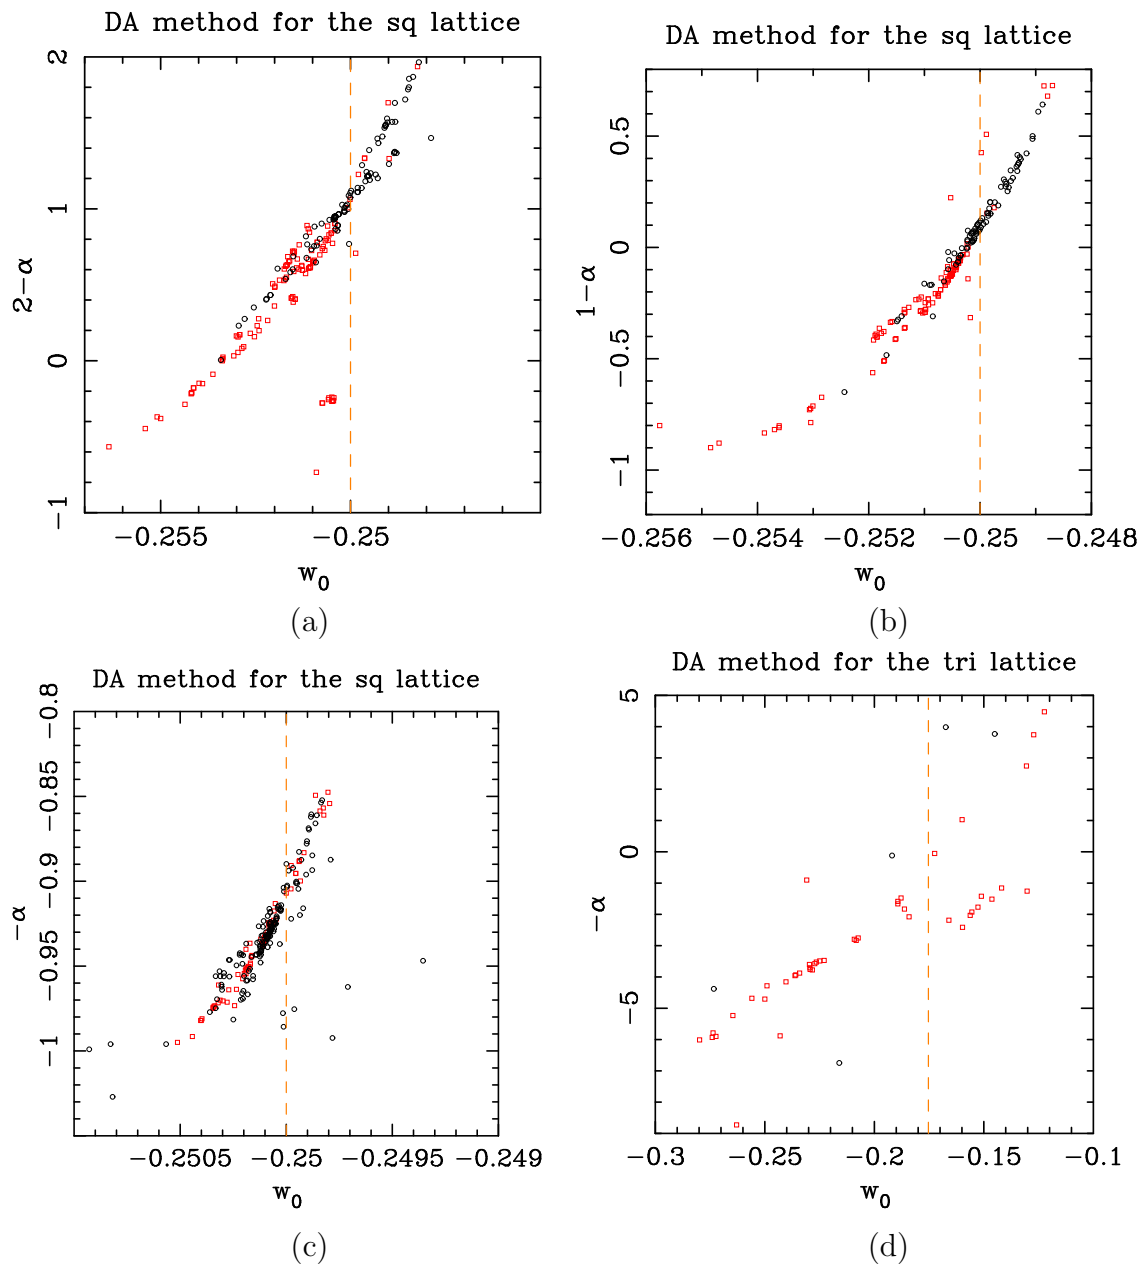 DA method for the sq lattice
2−α
2
1
0
−1
−0.255
−0.25
w0
(a)
DA method for the sq lattice
1−α
0.5
0
−0.5
−1
−0.256
−0.254
−0.252
−0.25
−0.248
w0
(b)
DA method for the sq lattice
−α
−0.8
−0.85
−0.9
−0.95
−1
−0.2505
−0.25
−0.2495
−0.249
w0
(c)
DA method for the tri lattice
−α
5
0
−5
−0.3
−0.25
−0.2
−0.15
−0.1
w0
(d)